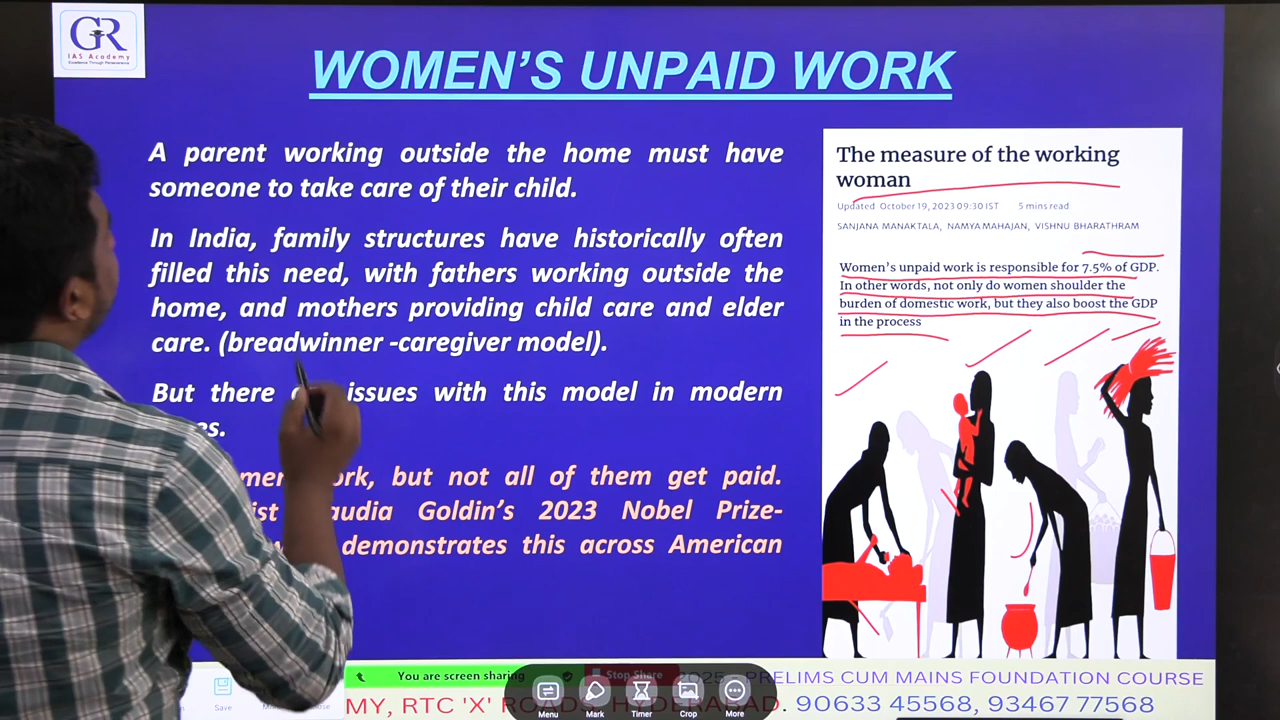 GR
IAS Academy
Excellence Through Perseverance
WOMEN'S UNPAID WORK
A parent working outside the home must have
someone to take care of their child.
In India, family structures have historically often
filled this need, with fathers working outside the
home, and mothers providing child care and elder
care. (breadwinner -caregiver model).
But there issues with this model in modern
work, but not all of them get paid.
Goldin's 2023 Nobel Prize-
demonstrates this across American
The measure of the working
woman
Updated October 19, 2023 09:30 IST 5 mins read
SANJANA MANAKTALA, NAMYA MAHAJAN, VISHNU BHARATHRAM
Women's unpaid work is responsible for 7.5% of GDP.
In other words, not only do women shoulder the
burden of domestic work, but they also boost the GDP
in the process
You are screen sharing Stop Share
PRELIMS CUM MAINS FOUNDATION COURSE
RTC 'X' ROADS, HYDERABAD. 90633 45568, 93467 77568
Save
Menu Mark Timer Crop More